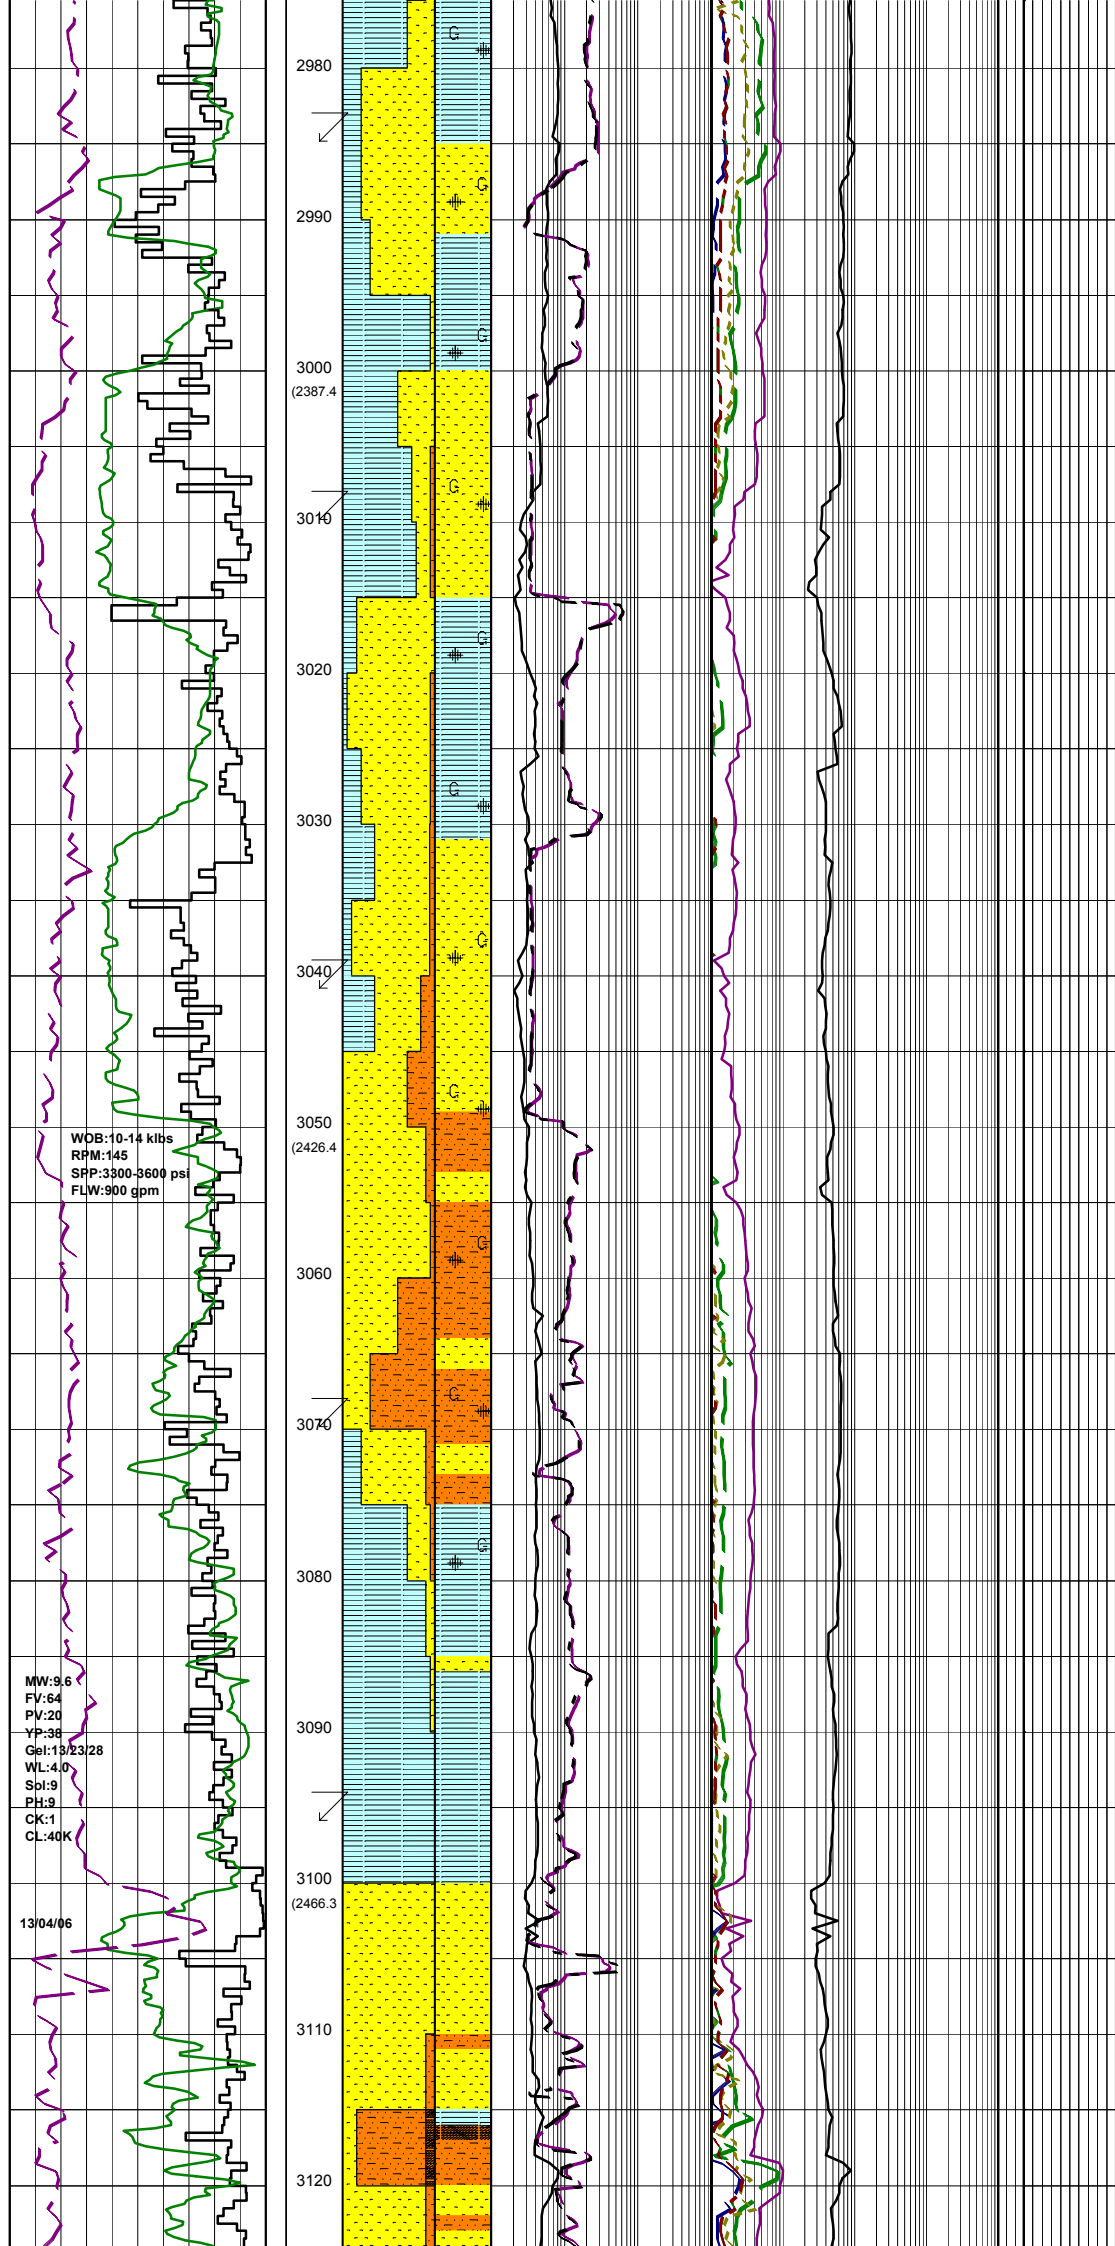 G
2980
G
2990
G
3000
(2387.4
G
3010
G
3020
G
3030
G
3040
G
3050
WOB:10-14 klbs
(2426.4
RPM:145
SPP:3300-3600 psi
FLW:900 gpm
G
3060
G
3070
G
3080
MW:9.6
FV:64
PV:20
YP:38
3090
Gel:13/23/28
WL:4.0
Sol:9
PH:9
CK:1
CL:40K
3100
(2466.3
13/04/06
3110
3120